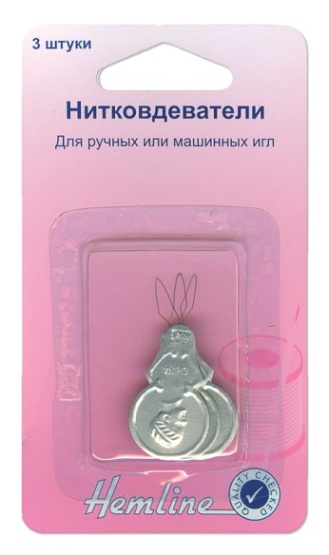 3 штуки
Нитковдеватели
Для ручных или машинных игл
Hemline
QUALITY CHECKED